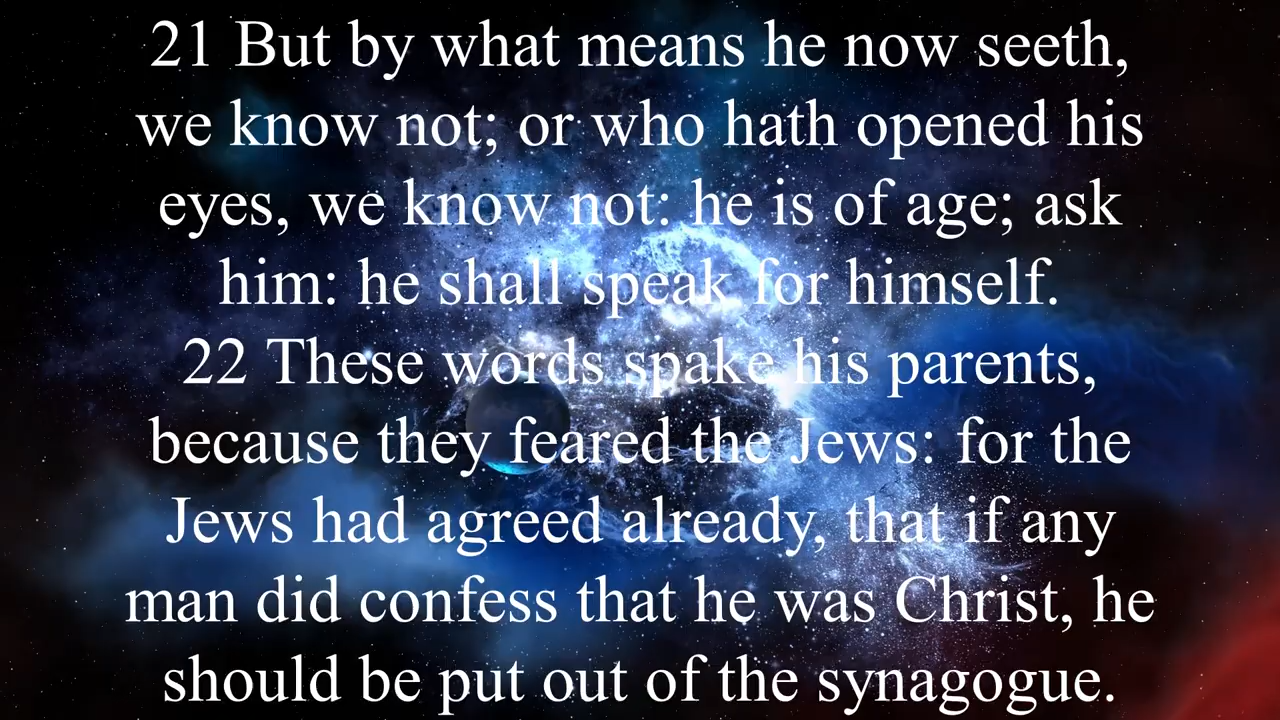 21 But by what means he now seeth,
we know not; or who hath opened his
eyes, we know not: he is of age; ask
him: he shall speak for himself.
22 These words spake his parents,
because they feared the Jews: for the
Jews had agreed already, that if any
man did confess that he was Christ, he
should be put out of the synagogue.